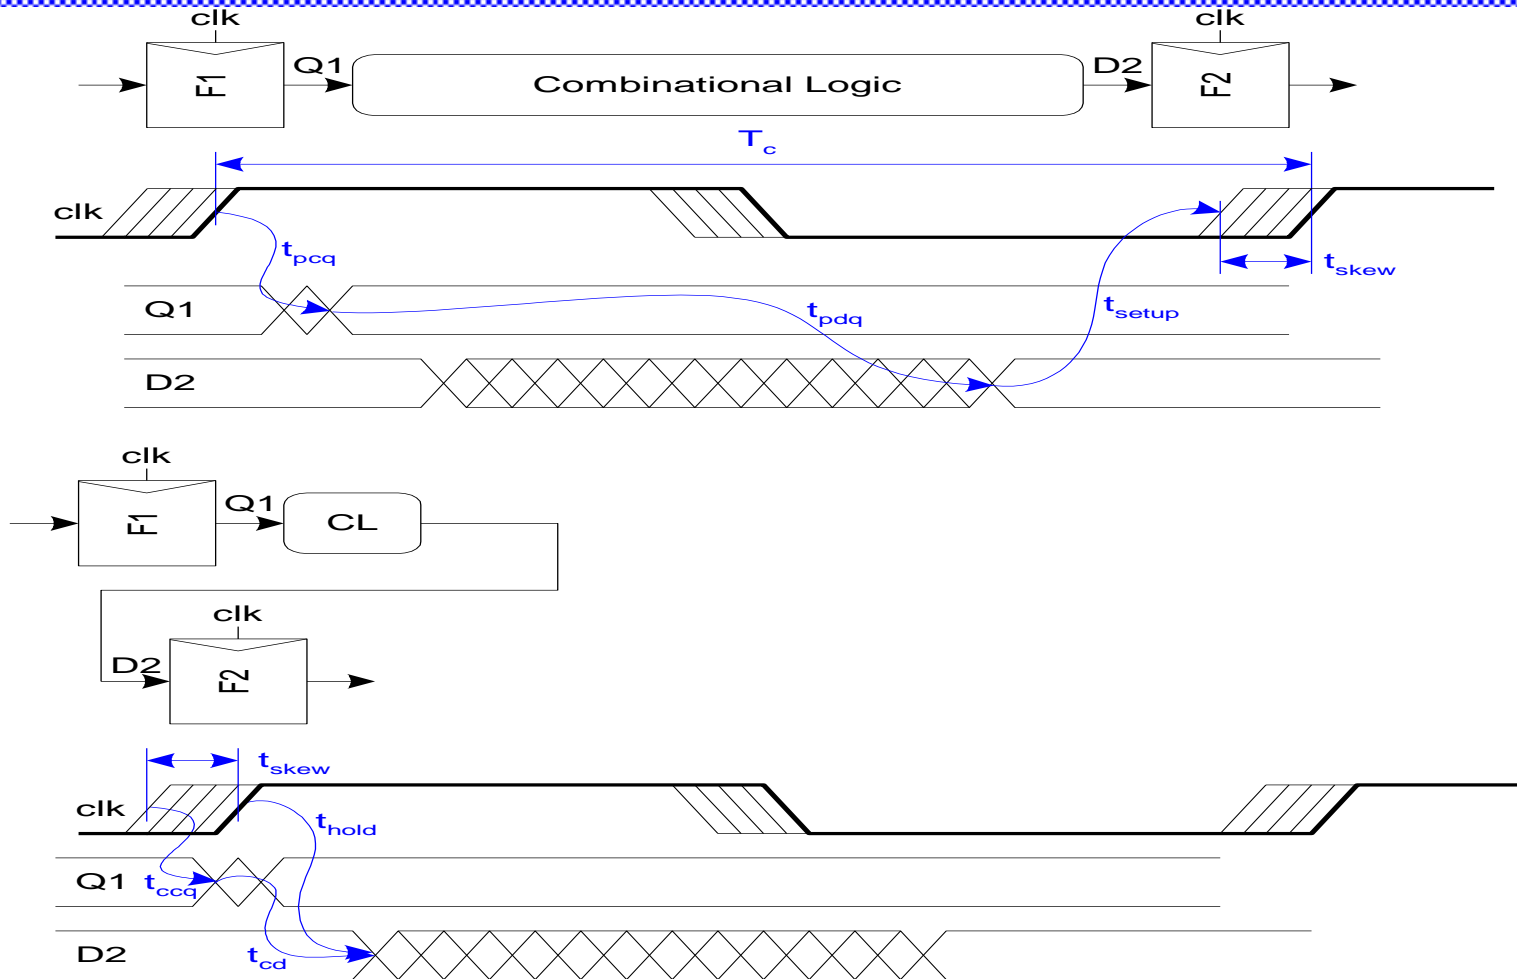 clk clk
F1 Q1 Combinational Logic D2 F2
Tc
clk
tpcq
tskew
Q1 tpdq tsetup
D2
clk
F1 Q1 CL
clk
D2 F2
tskew
clk thold
Q1 tccq
D2 tcd